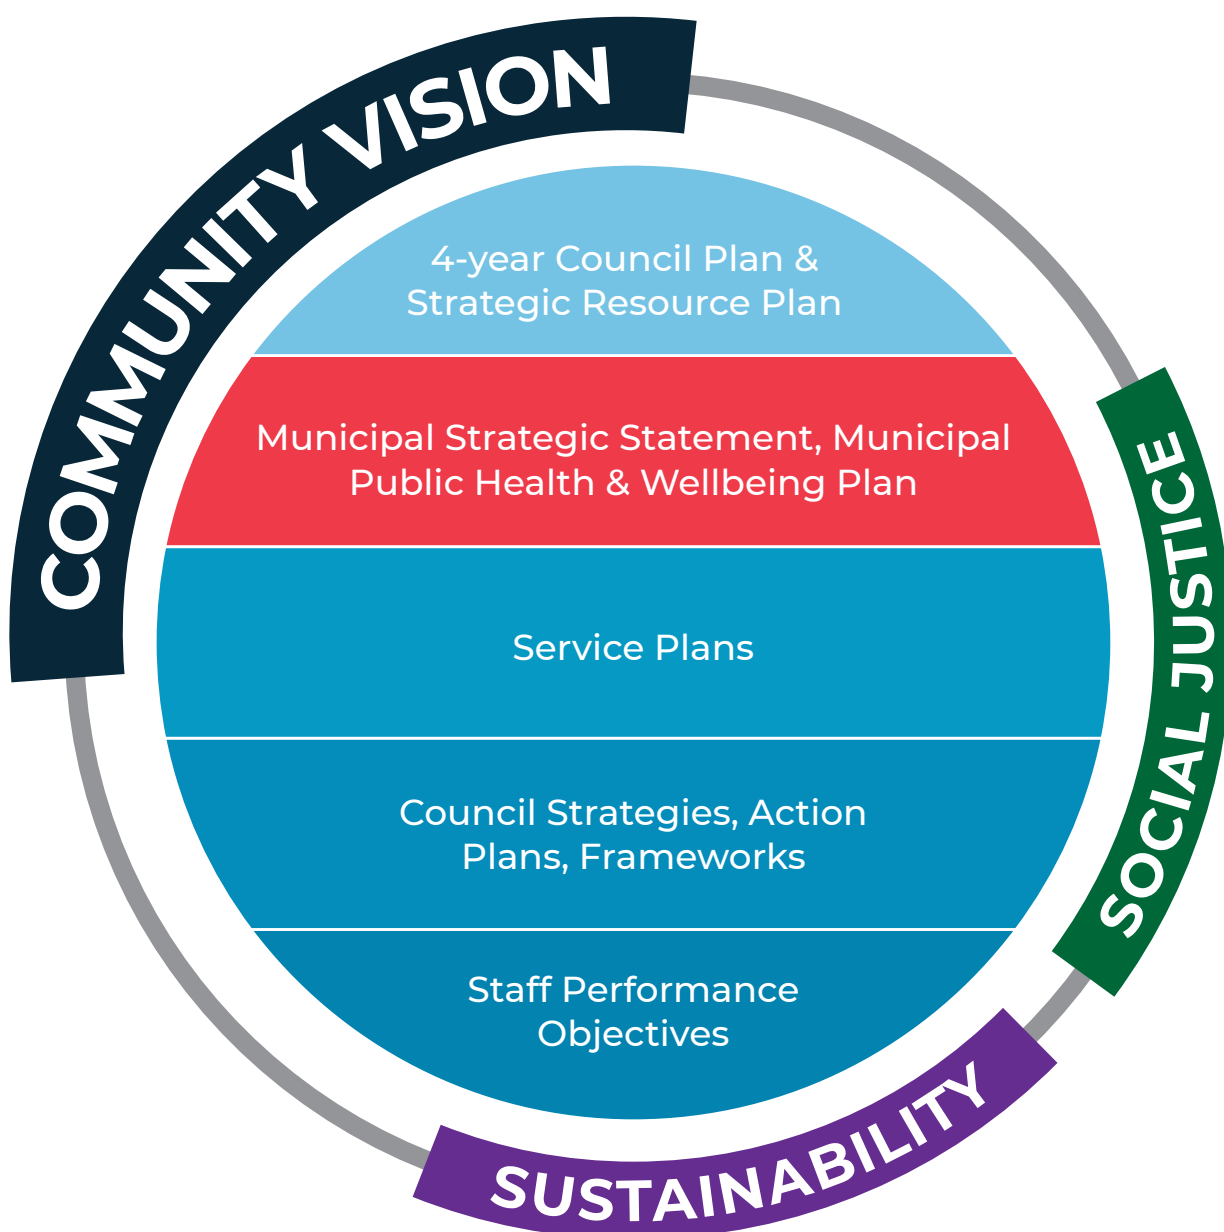 COMMUNITY VISION
4-year Council Plan &
Strategic Resource Plan
Municipal Strategic Statement, Municipal
Public Health & Wellbeing Plan
Service Plans
Council Strategies, Action
Plans, Frameworks
Staff Performance
Objectives
SOCIAL JUSTICE
SUSTAINABILITY